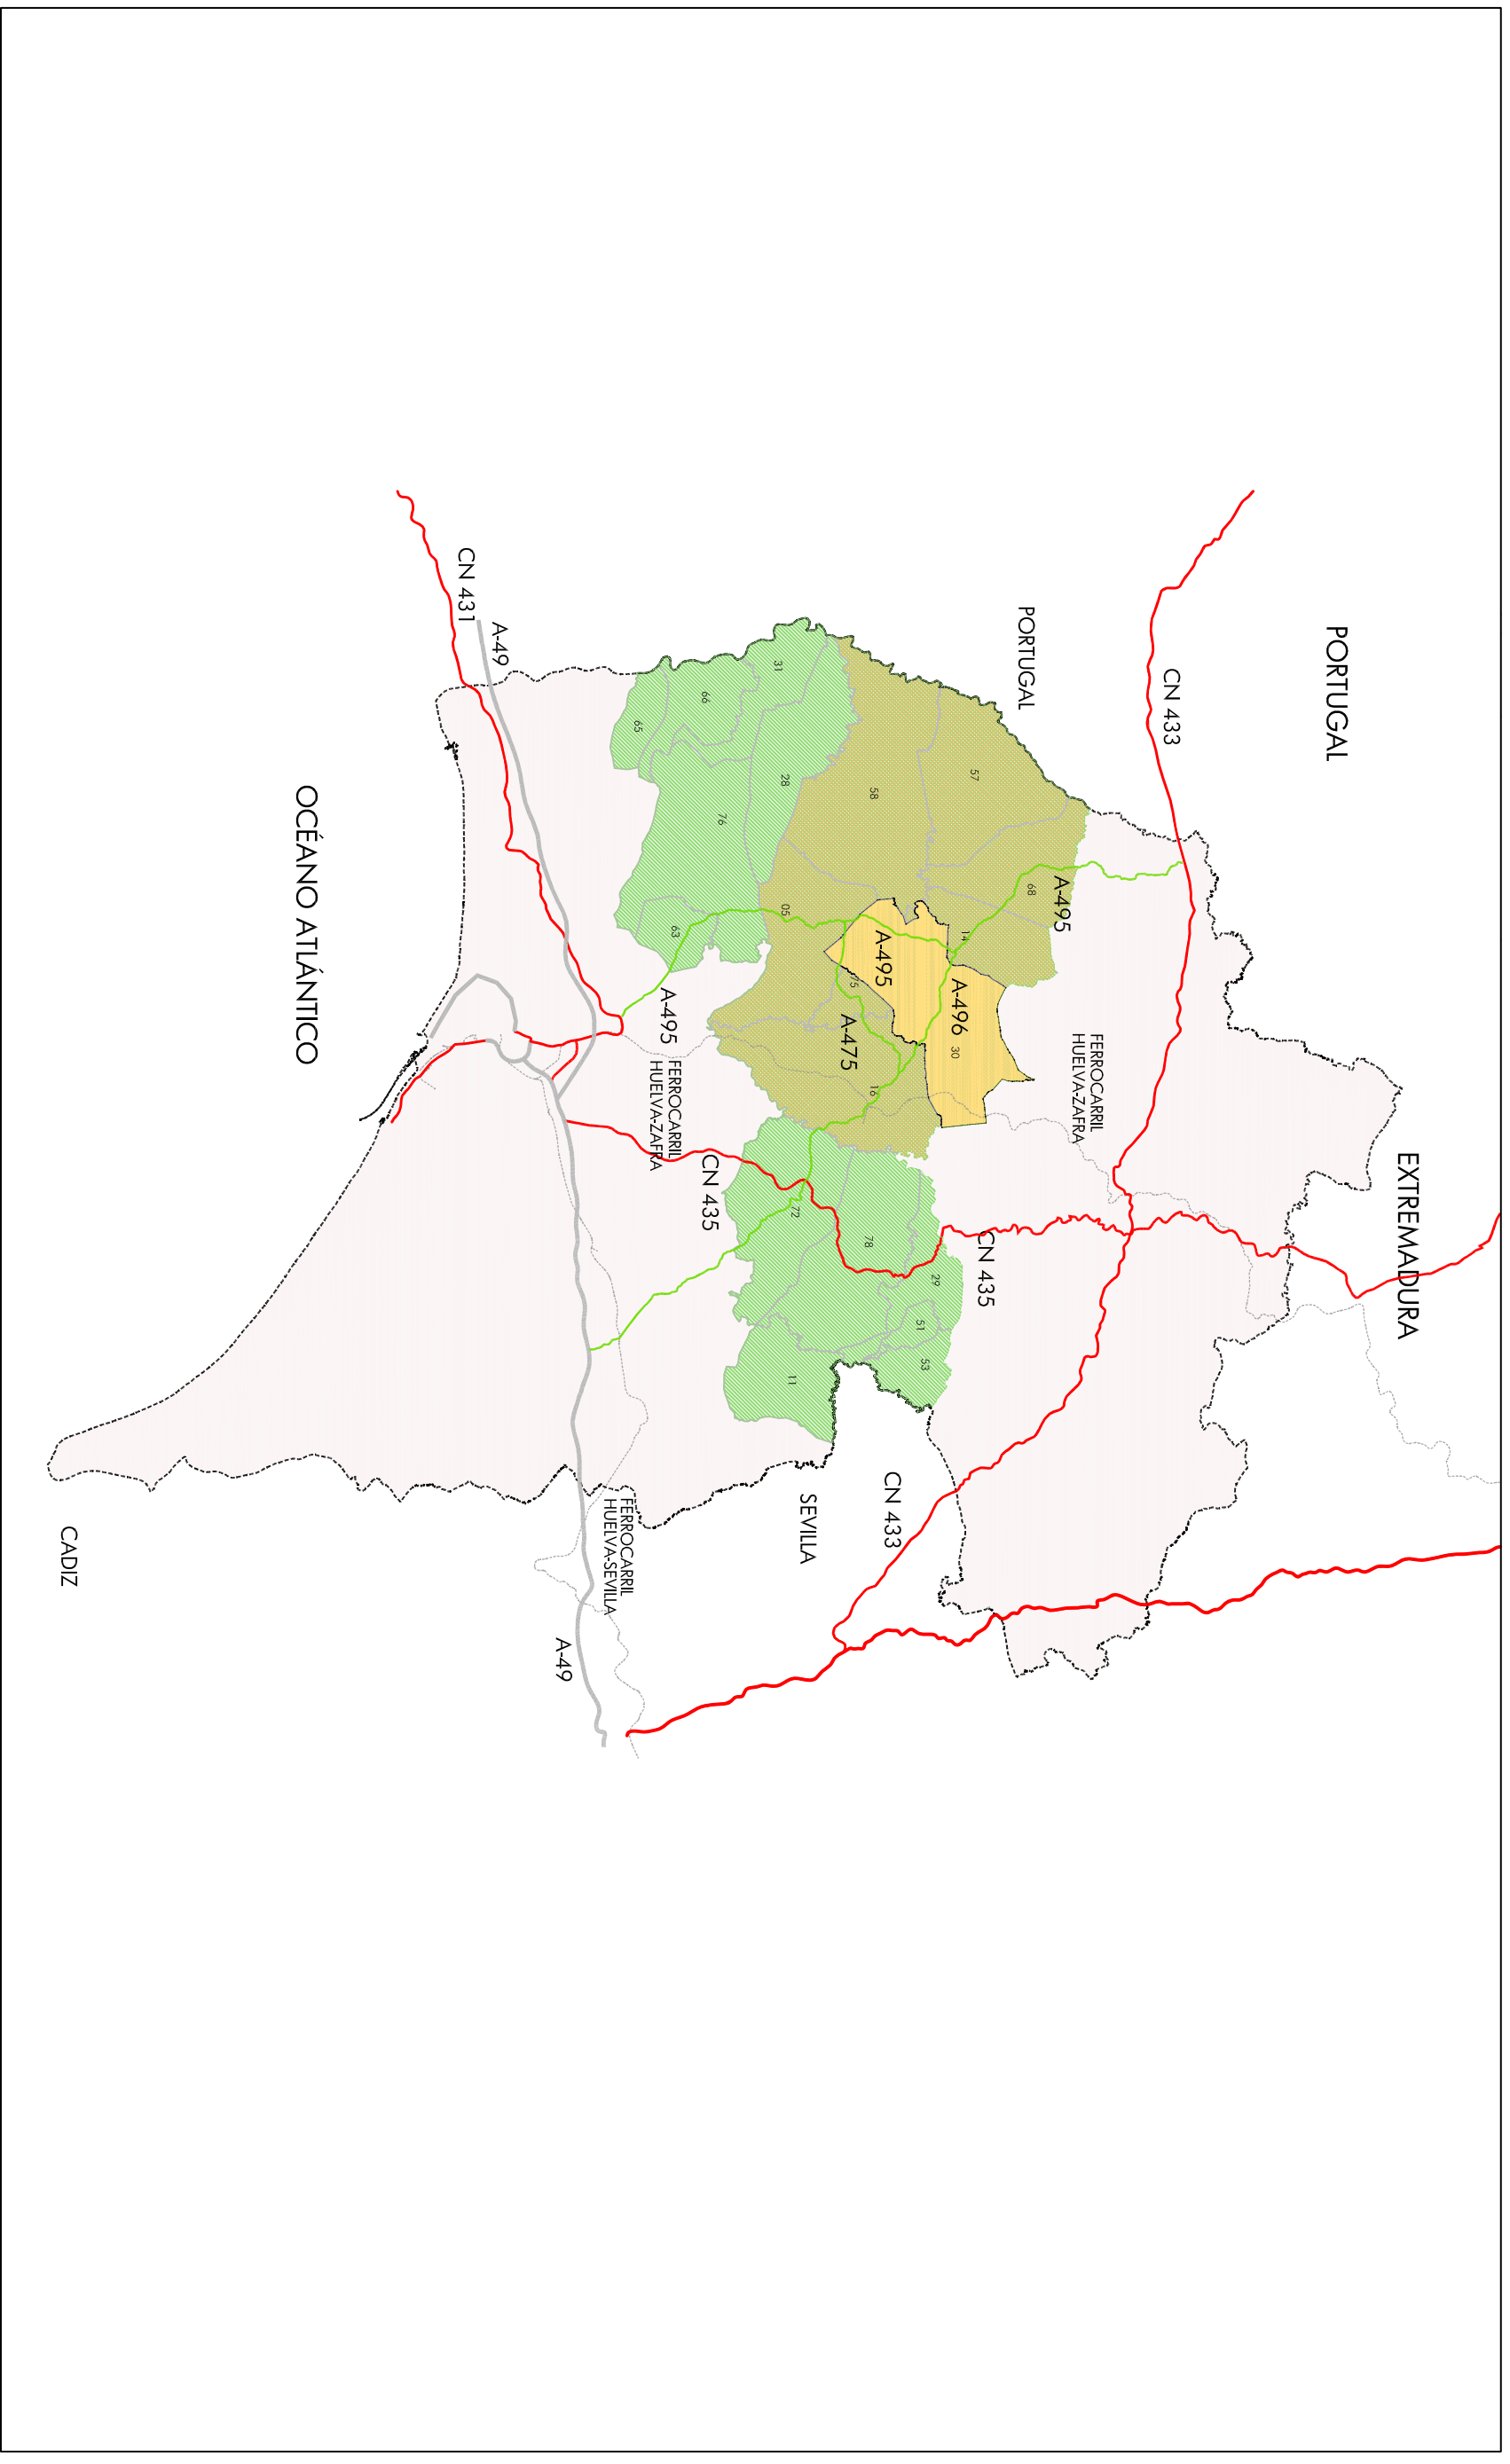 EXTREMADURA
PORTUGAL
CN 433
FERROCARRIL
HUELVA-ZAFRA
A-495
68
PORTUGAL
CN 435
57
14
A-496
30
29
53
51
CN 433
A-495
58
16
78
75
A-475
SEVILLA
72
11
05
28
31
76
CN 435
66
63
A-495
FERROCARRIL
HUELVA-ZAFRA
65
FERROCARRIL
HUELVA-SEVILLA
A-49
A-49
CN 431
OCÉANO ATLÁNTICO
CADIZ